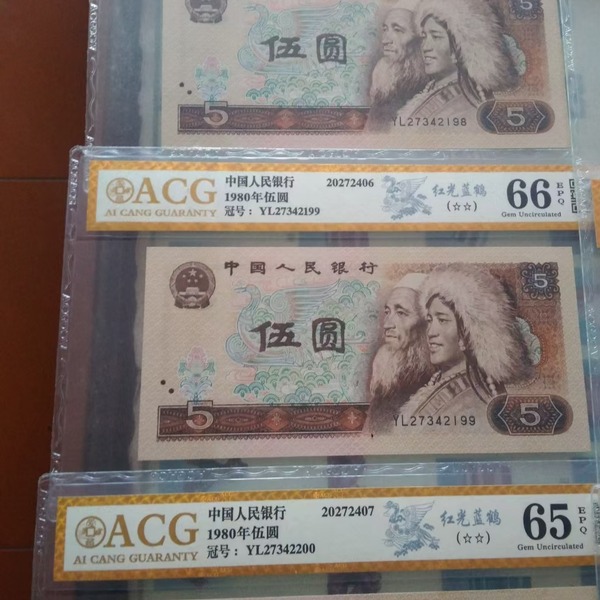 伍圆
5
5
5
YL27342198
ACG
AI CANG GUARANTY
中国人民银行
1980年伍圆
冠号：YL27342199
20272406
红光蓝鹤
(☆☆)
66
EPQ
Gem Uncirculated
中国人民银行
5
伍圆
5
YL27342199
5
ACG
AI CANG GUARANTY
中国人民银行
1980年伍圆
冠号：YL27342200
20272407
红光蓝鹤
(☆☆)
65
EPQ
Gem Uncirculated